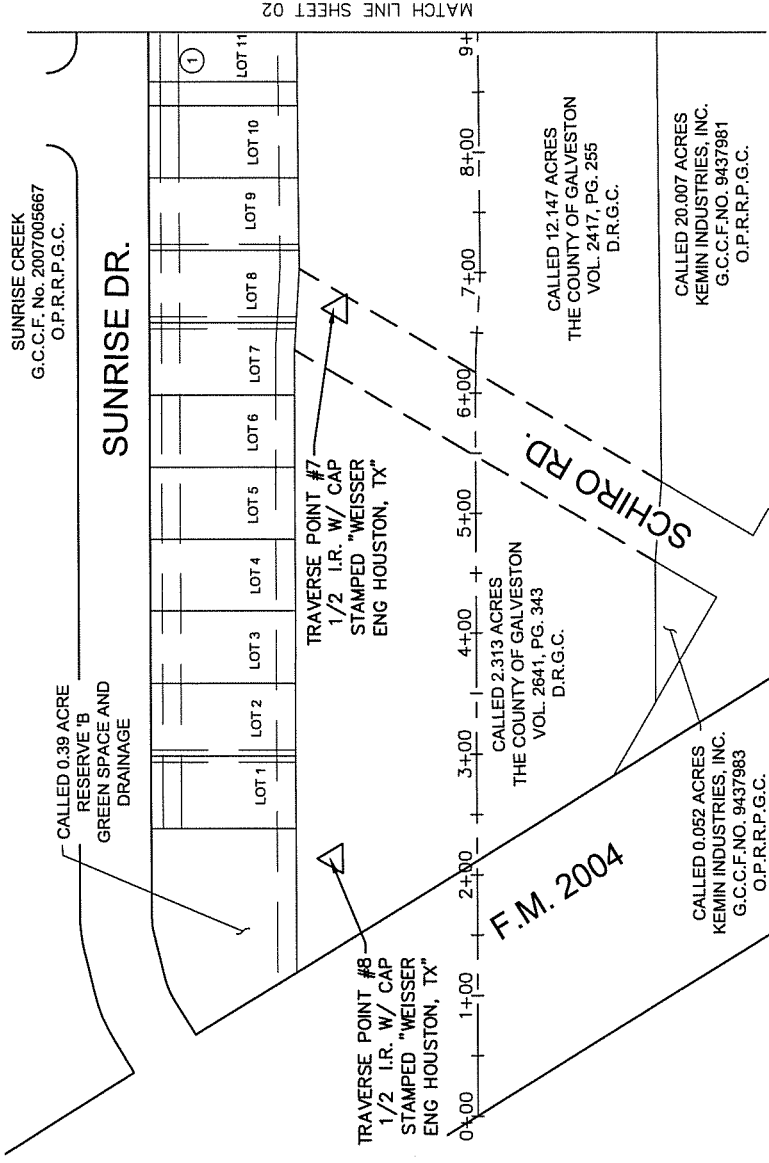 MATCH LINE SHEET 02
SUNRISE CREEK
G.C.C.F. No. 2007005667
O.P.R.R.P.G.C.
SUNRISE DR.
CALLED 0.39 ACRE
RESERVE 'B
GREEN SPACE AND
DRAINAGE
LOT 1
LOT 2
LOT 3
LOT 4
LOT 5
LOT 6
LOT 7
LOT 8
LOT 9
LOT 10
LOT 11
1
TRAVERSE POINT #7
1/2 I.R. W/ CAP
STAMPED "WEISSER
ENG HOUSTON, TX"
TRAVERSE POINT #8
1/2 I.R. W/ CAP
STAMPED "WEISSER
ENG HOUSTON, TX"
0+00
1+00
2+00
3+00
4+00
5+00
6+00
7+00
8+00
9+
CALLED 2.313 ACRES
THE COUNTY OF GALVESTON
VOL. 2641, PG. 343
D.R.G.C.
CALLED 12.147 ACRES
THE COUNTY OF GALVESTON
VOL. 2417, PG. 255
D.R.G.C.
SCHIRO RD.
F.M. 2004
CALLED 20.007 ACRES
KEMIN INDUSTRIES, INC.
G.C.C.F.NO. 9437981
O.P.R.R.P.G.C.
CALLED 0.052 ACRES
KEMIN INDUSTRIES, INC.
G.C.C.F.NO. 9437983
O.P.R.R.P.G.C.